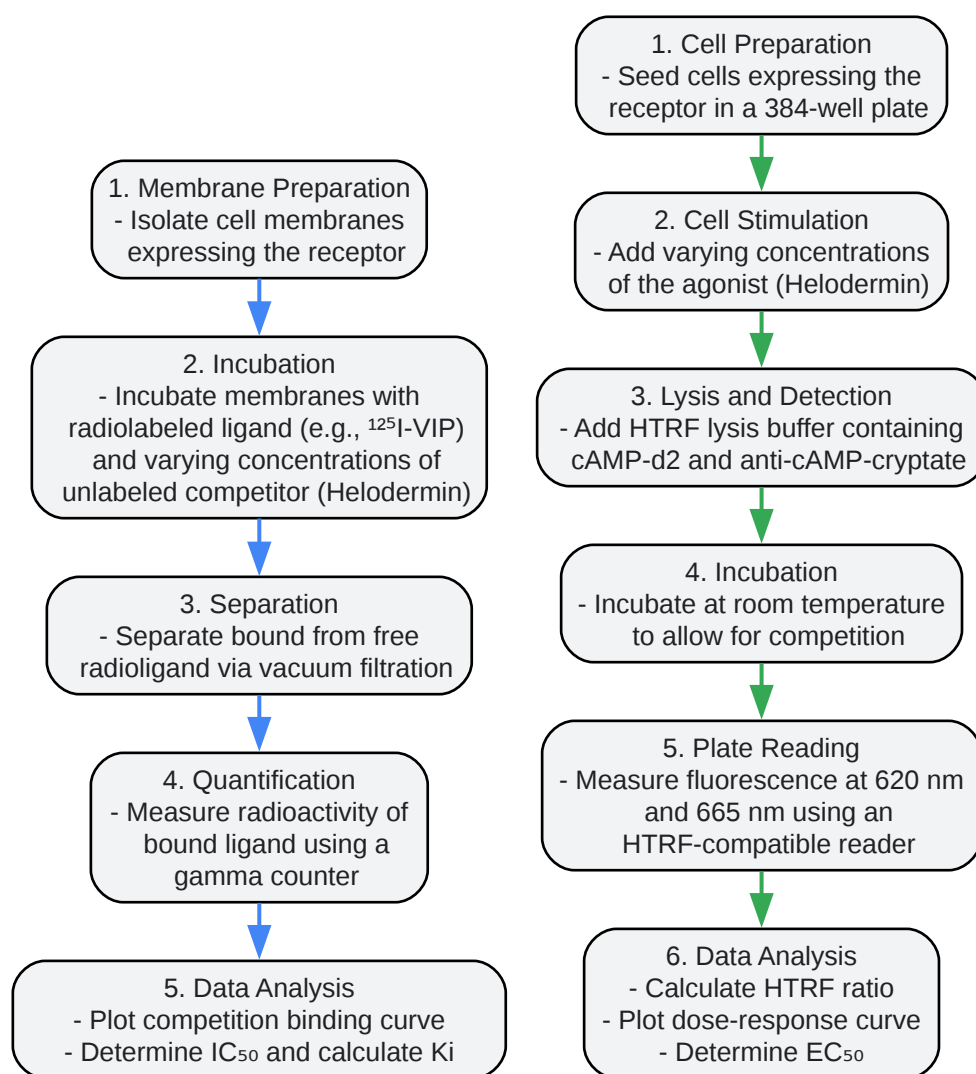 1. Membrane Preparation
- Isolate cell membranes
expressing the receptor
2. Incubation
- Incubate membranes with
radiolabeled ligand (e.g., ¹²⁵I-VIP)
and varying concentrations of
unlabeled competitor (Helodermin)
3. Separation
- Separate bound from free
radioligand via vacuum filtration
4. Quantification
- Measure radioactivity of
bound ligand using a
gamma counter
5. Data Analysis
- Plot competition binding curve
- Determine IC₅₀ and calculate Ki
1. Cell Preparation
- Seed cells expressing the
receptor in a 384-well plate
2. Cell Stimulation
- Add varying concentrations
of the agonist (Helodermin)
3. Lysis and Detection
- Add HTRF lysis buffer containing
cAMP-d2 and anti-cAMP-cryptate
4. Incubation
- Incubate at room temperature
to allow for competition
5. Plate Reading
- Measure fluorescence at 620 nm
and 665 nm using an
HTRF-compatible reader
6. Data Analysis
- Calculate HTRF ratio
- Plot dose-response curve
- Determine EC₅₀